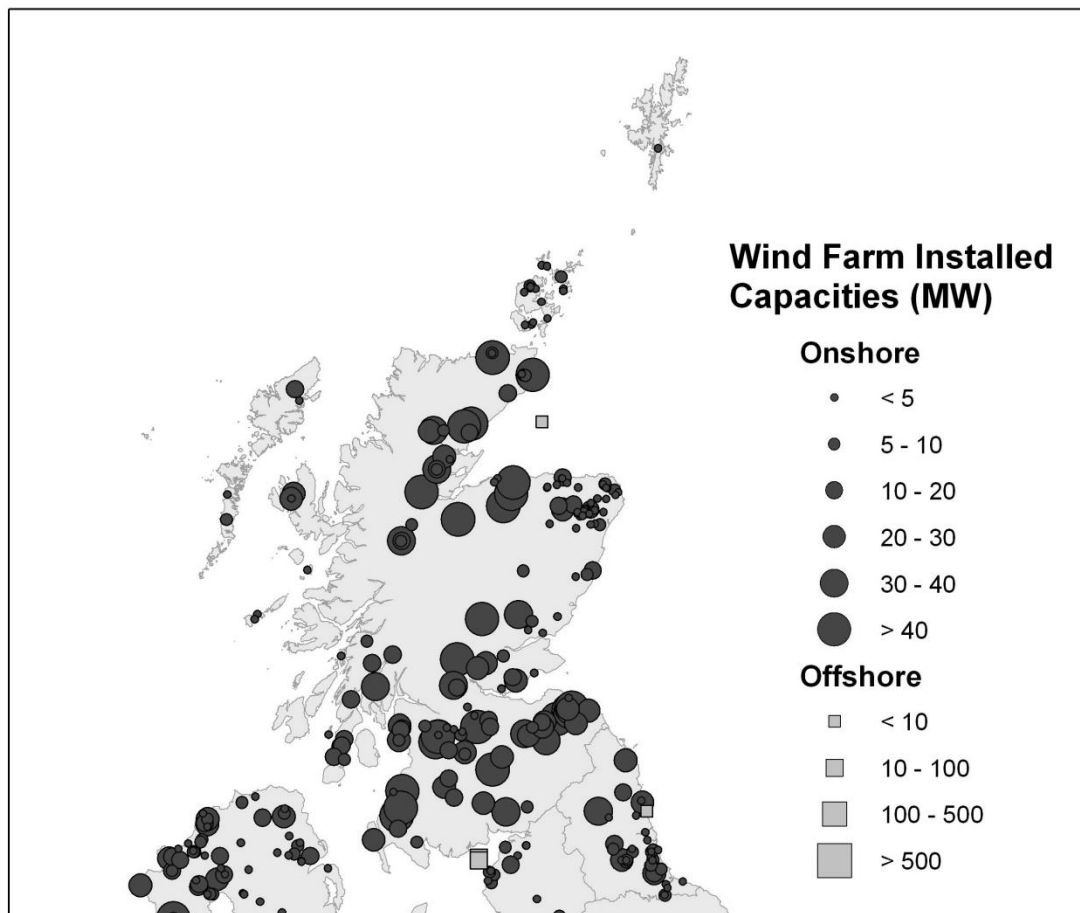 Wind Farm Installed
Capacities (MW)
Onshore
< 5
5 - 10
10 - 20
20 - 30
30 - 40
> 40
Offshore
< 10
10 - 100
100 - 500
> 500